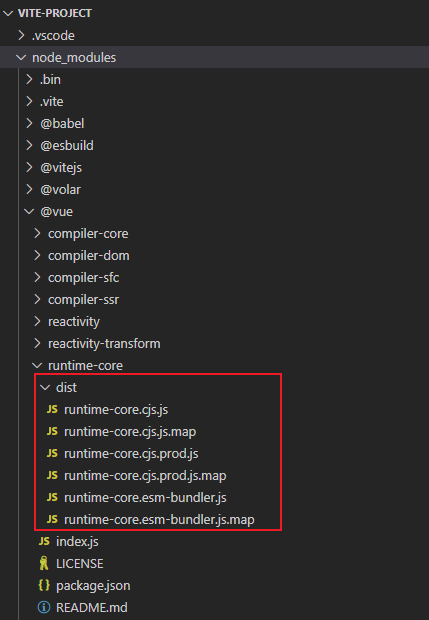 VITE-PROJECT
.vscode
node_modules
.bin
.vite
@babel
@esbuild
@vitejs
@volar
@vue
compiler-core
compiler-dom
compiler-sfc
compiler-ssr
reactivity
reactivity-transform
runtime-core
dist
JS runtime-core.cjs.js
JS runtime-core.cjs.js.map
JS runtime-core.cjs.prod.js
JS runtime-core.cjs.prod.js.map
JS runtime-core.esm-bundler.js
JS runtime-core.esm-bundler.js.map
JS index.js
LICENSE
{} package.json
README.md